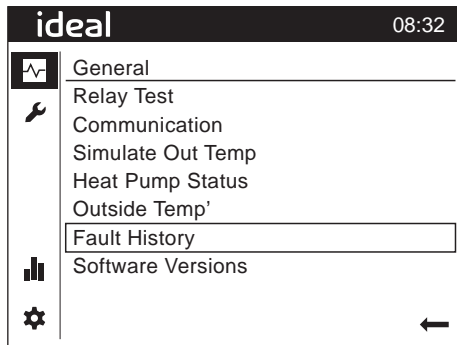 ideal 08:32
General
Relay Test
Communication
Simulate Out Temp
Heat Pump Status
Outside Temp'
Fault History
Software Versions